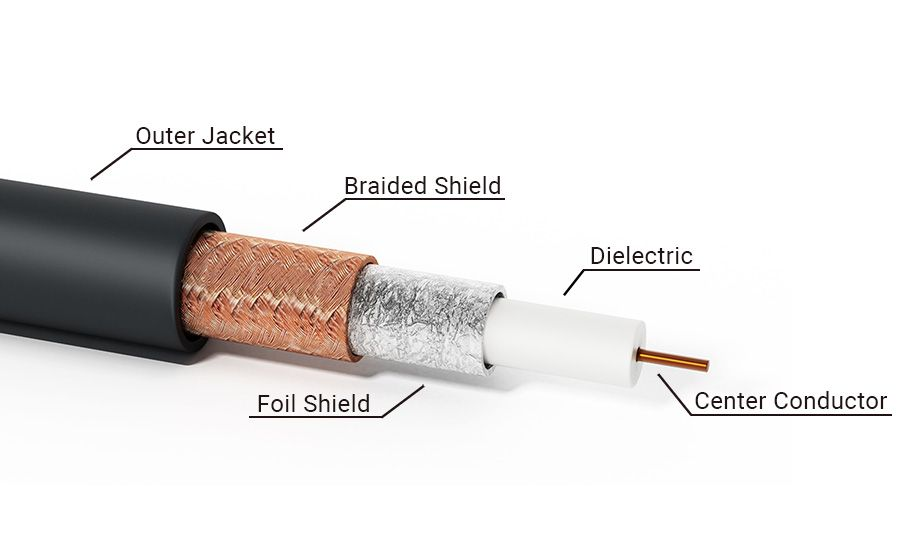 Outer Jacket
Braided Shield
Dielectric
Foil Shield
Center Conductor